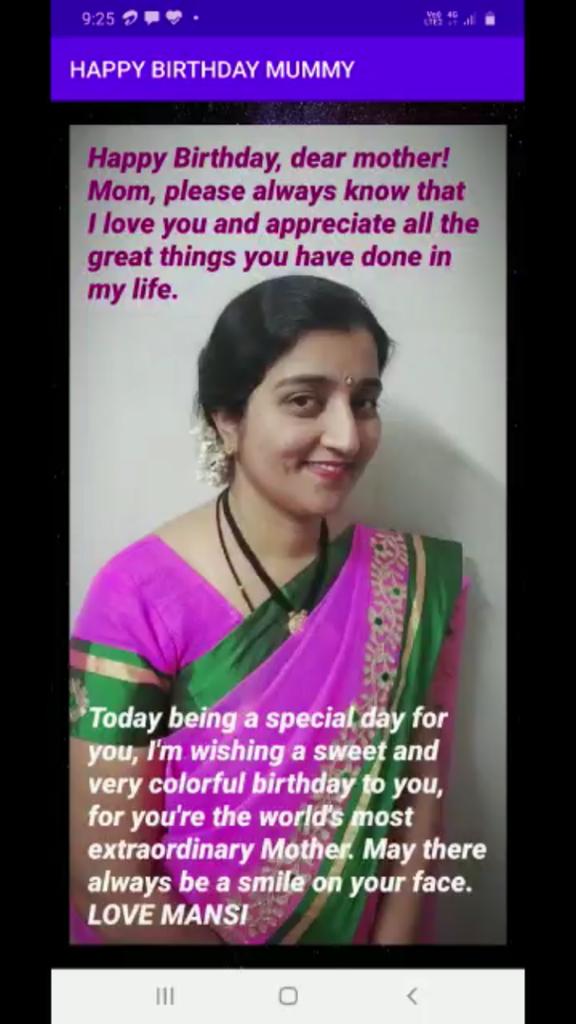 9:25
Vo) 4G
LTE2
HAPPY BIRTHDAY MUMMY
Happy Birthday, dear mother!
Mom, please always know that
I love you and appreciate all the
great things you have done in
my life.
Today being a special day for
you, I'm wishing a sweet and
very colorful birthday to you,
for you're the world's most
extraordinary Mother. May there
always be a smile on your face.
LOVE MANSI